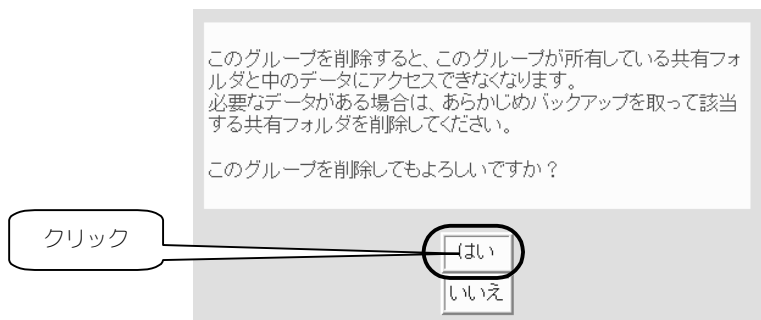 このグループを削除すると、このグループが所有している共有フォ
ルダと中のデータにアクセスできなくなります。
必要なデータがある場合は、あらかじめバックアップを取って該当
する共有フォルダを削除してください。
このグループを削除してもよろしいですか？
クリック
はい
いいえ